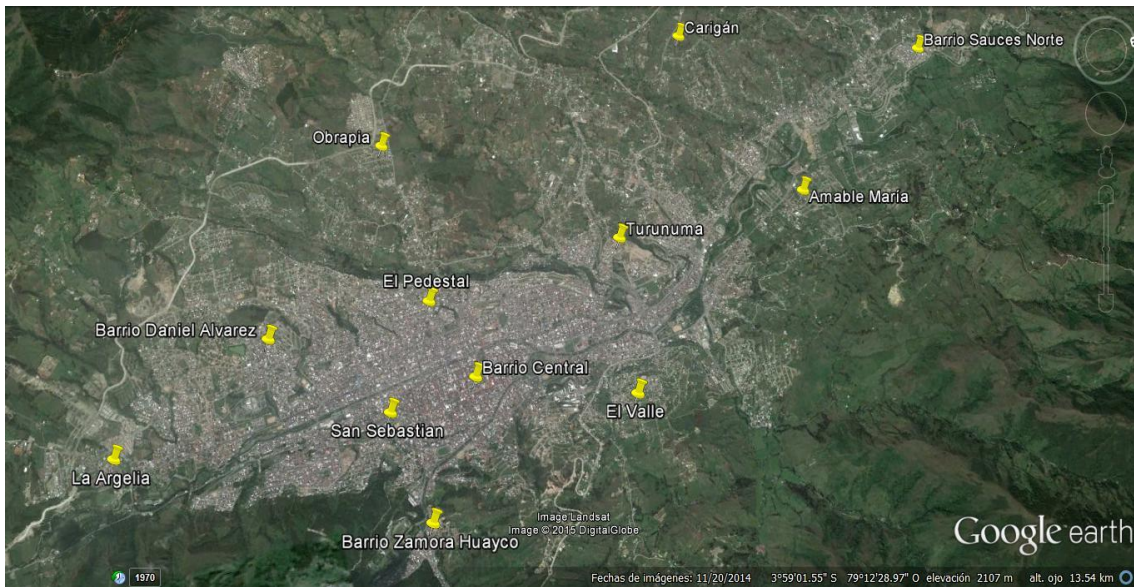 Carigán
Barrio Sauces Norte
Obrapia
Amable María
Turunuma
El Pedestal
Barrio Daniel Alvarez
Barrio Central
El Valle
San Sebastian
La Argelia
Barrio Zamora Huayco
Image Landsat
Image © 2015 DigitalGlobe
Google earth
1970
Fechas de imágenes: 11/20/2014 3°59'01.55" S 79°12'28.97" O elevación 2107 m alt. ojo 13.54 km